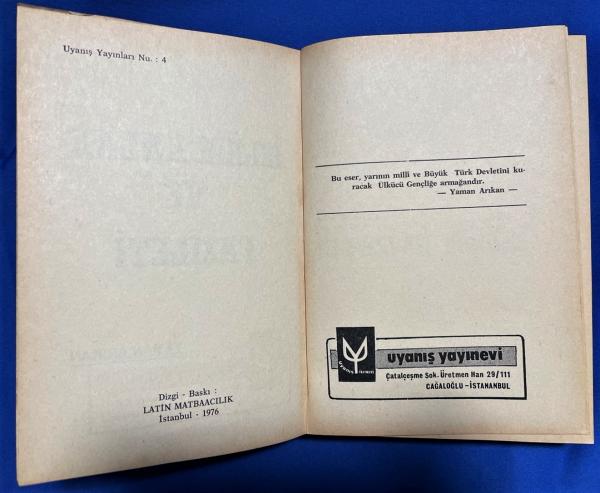 Uyanış Yayınları Nu. : 4
Dizgi - Baskı :
LATİN MATBAACILIK
İstanbul - 1976
Bu eser, yarının millî ve Büyük Türk Devletini ku-
racak Ülkücü Gençliğe armağandır.
— Yaman Arıkan —
uyanış yayınevi
Çatalçeşme Sok. Üretmen Han 29/111
CAĞALOĞLU-İSTANANBUL